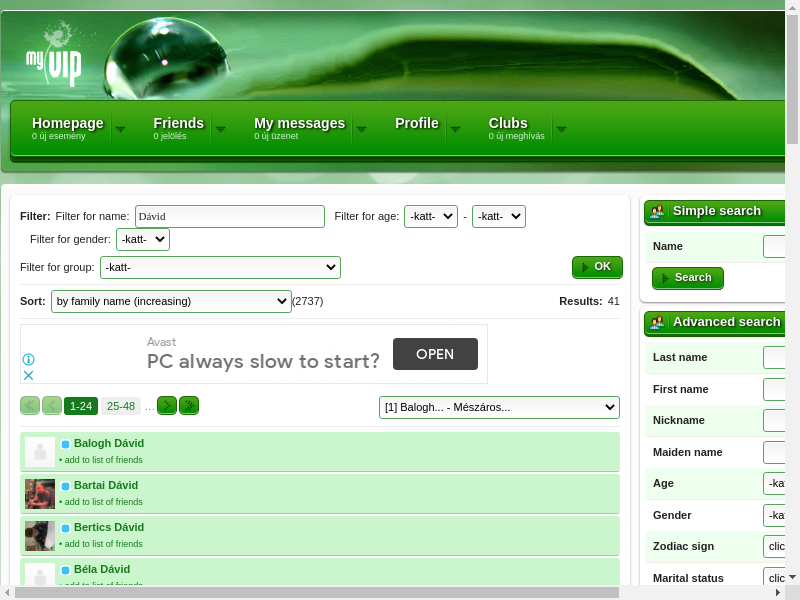 my VIP
Homepage
0 új esemény
Friends
0 jelölés
My messages
0 új üzenet
Profile
Clubs
0 új meghívás
Filter: Filter for name: Dávid Filter for age: -katt- - -katt-
Filter for gender: -katt-
Filter for group: -katt- OK
Sort: by family name (increasing) (2737) Results: 41
Avast
PC always slow to start? OPEN
1-24 25-48 ... [1] Balogh... - Mészáros...
Balogh Dávid
• add to list of friends
Bartai Dávid
• add to list of friends
Bertics Dávid
• add to list of friends
Béla Dávid
• add to list of friends
Simple search
Name
Search
Advanced search
Last name
First name
Nickname
Maiden name
Age -ka
Gender -ka
Zodiac sign clic
Marital status clic